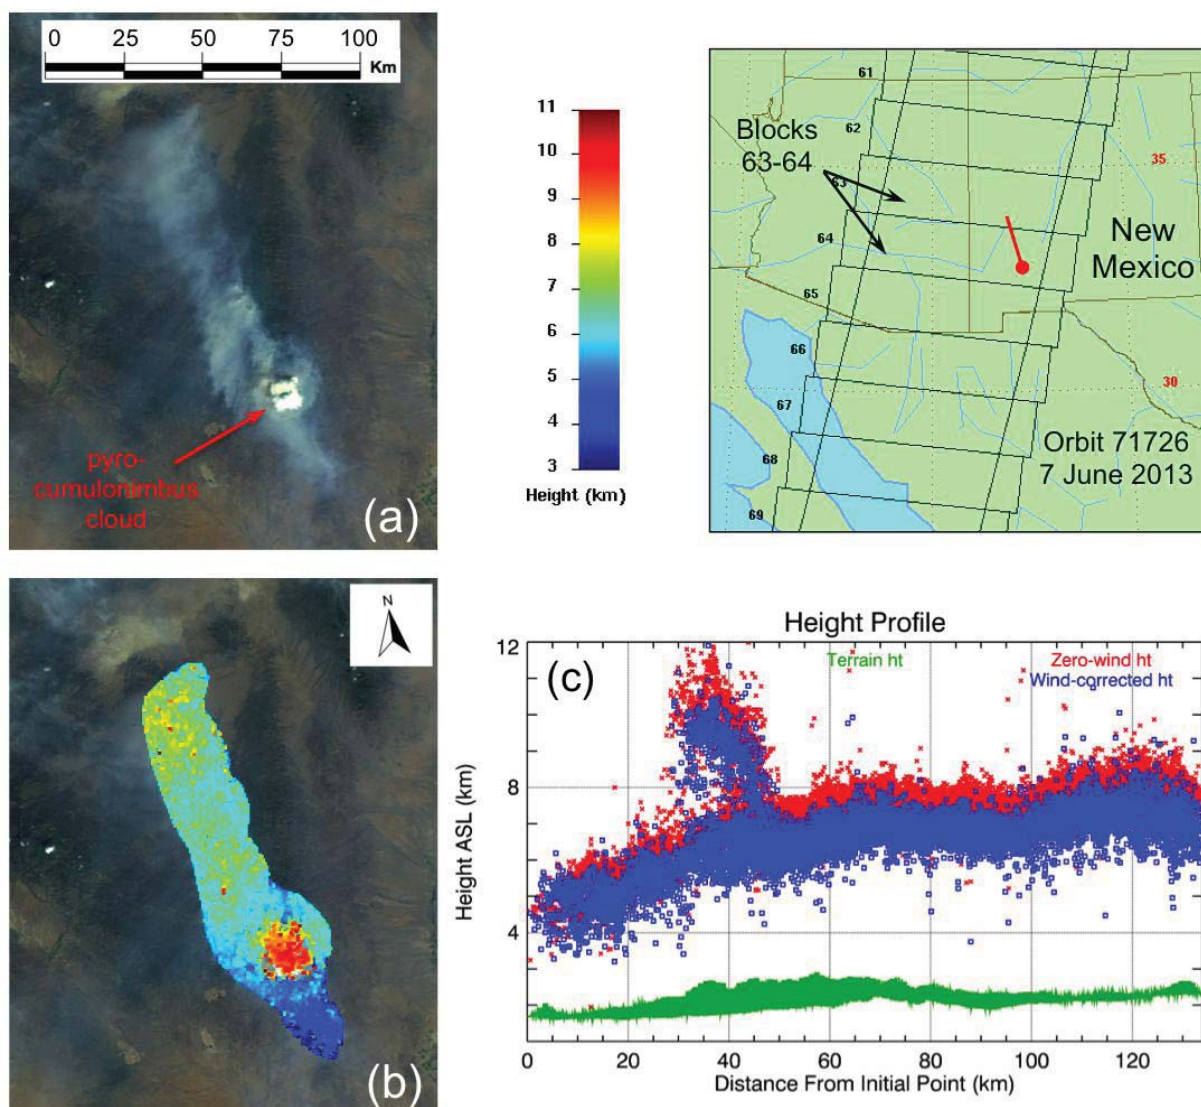 0 25 50 75 100
Km
pyro-
cumulonimbus
cloud
(a)
11
10
9
8
7
6
5
4
3
Height (km)
61
62
Blocks
63-64
63
64
65
66
67
68
69
35
30
New
Mexico
Orbit 71726
7 June 2013
N
(b)
Height Profile
(c)
Terrain ht
Zero-wind ht
Wind-corrected ht
12
8
4
Height ASL (km)
0 20 40 60 80 100 120
Distance From Initial Point (km)